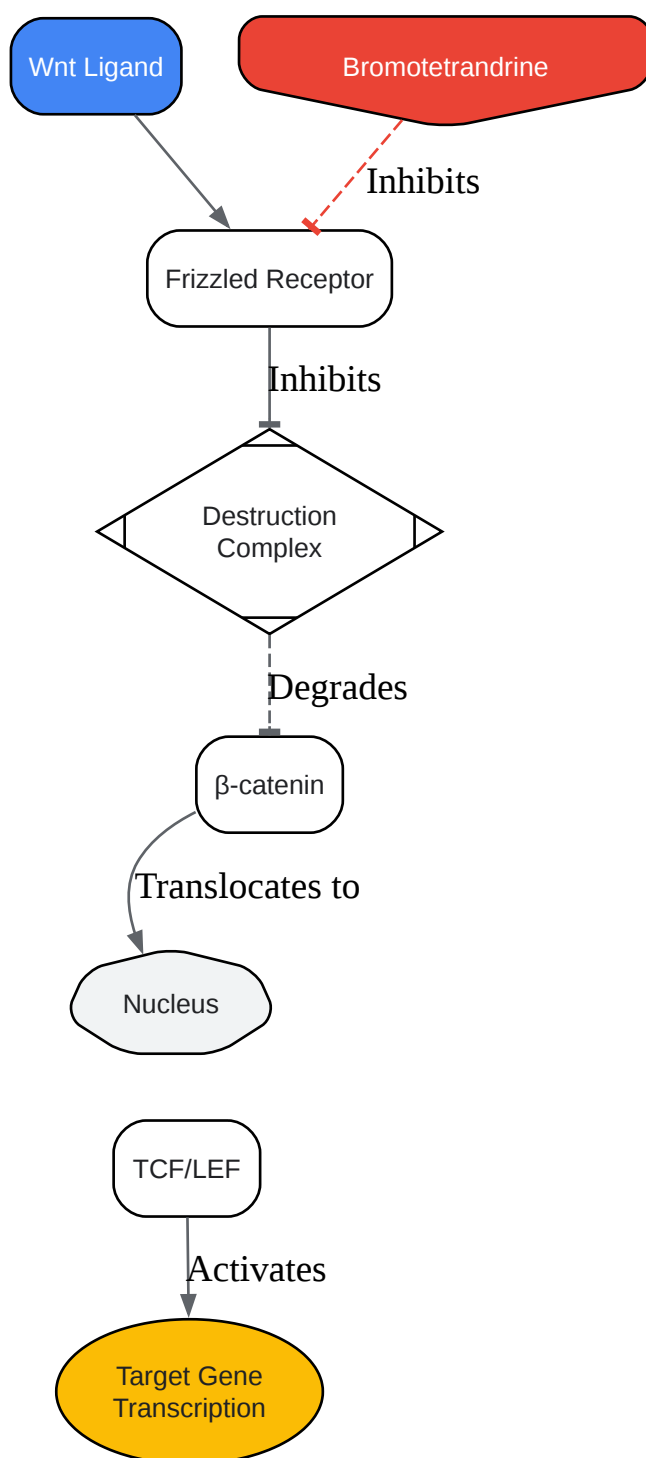 Wnt Ligand
Bromotetrandrine
Inhibits
Frizzled Receptor
Inhibits
Destruction
Complex
Degrades
β-catenin
Translocates to
Nucleus
TCF/LEF
Activates
Target Gene
Transcription